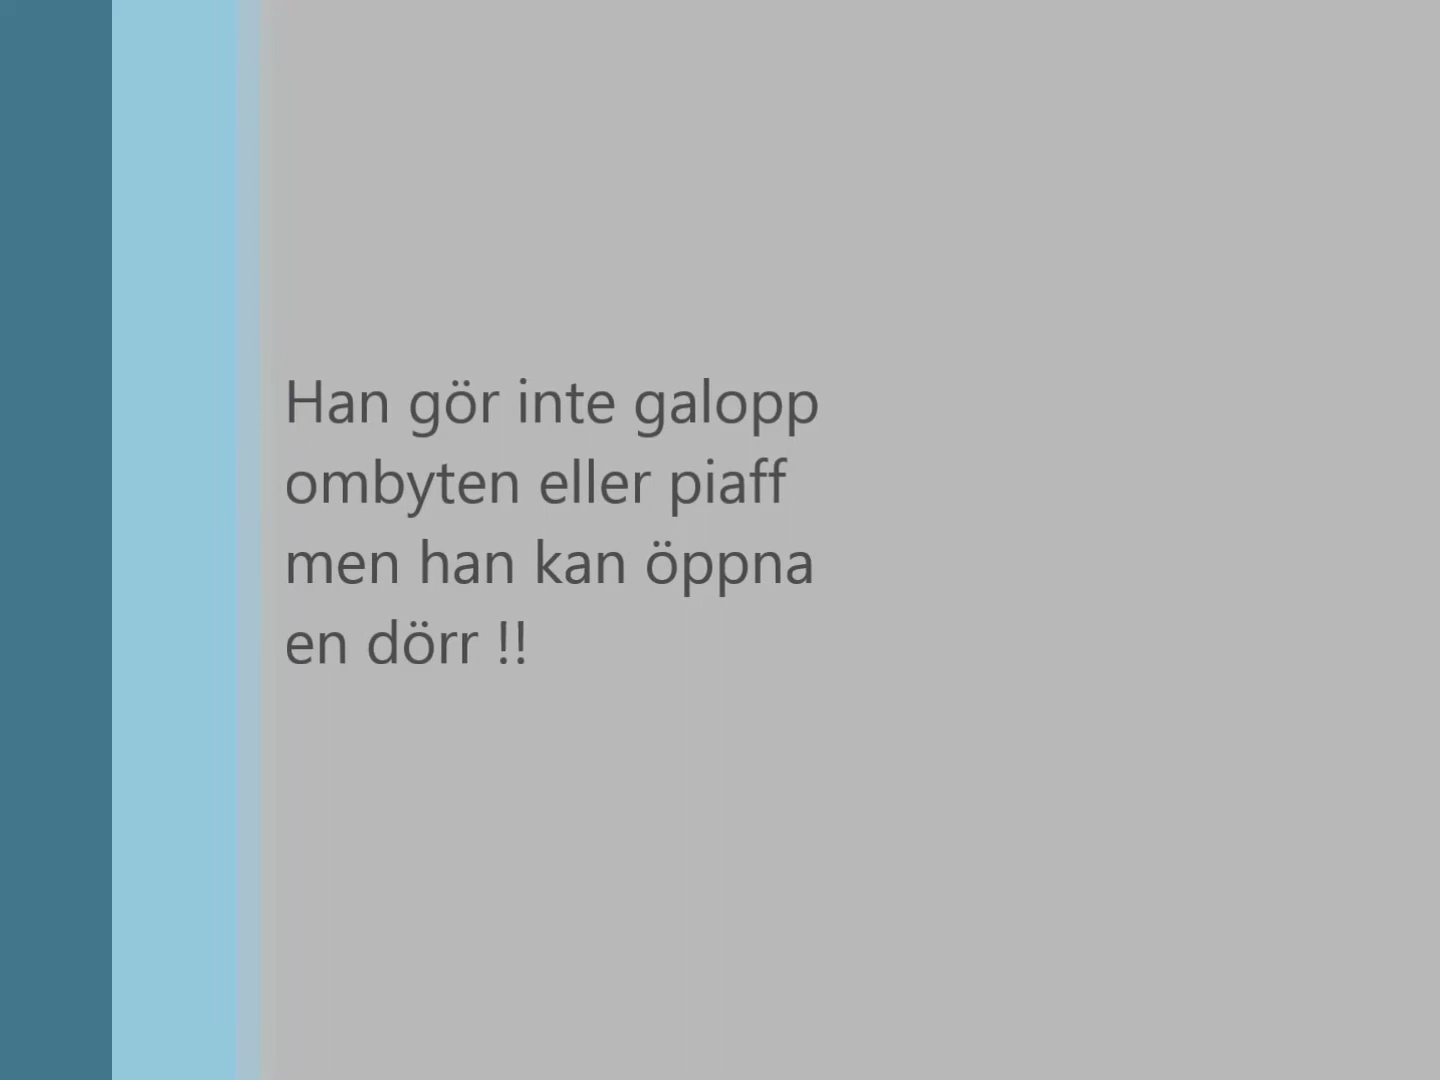 Han gör inte galopp
ombyten eller piaff
men han kan öppna
en dörr !!